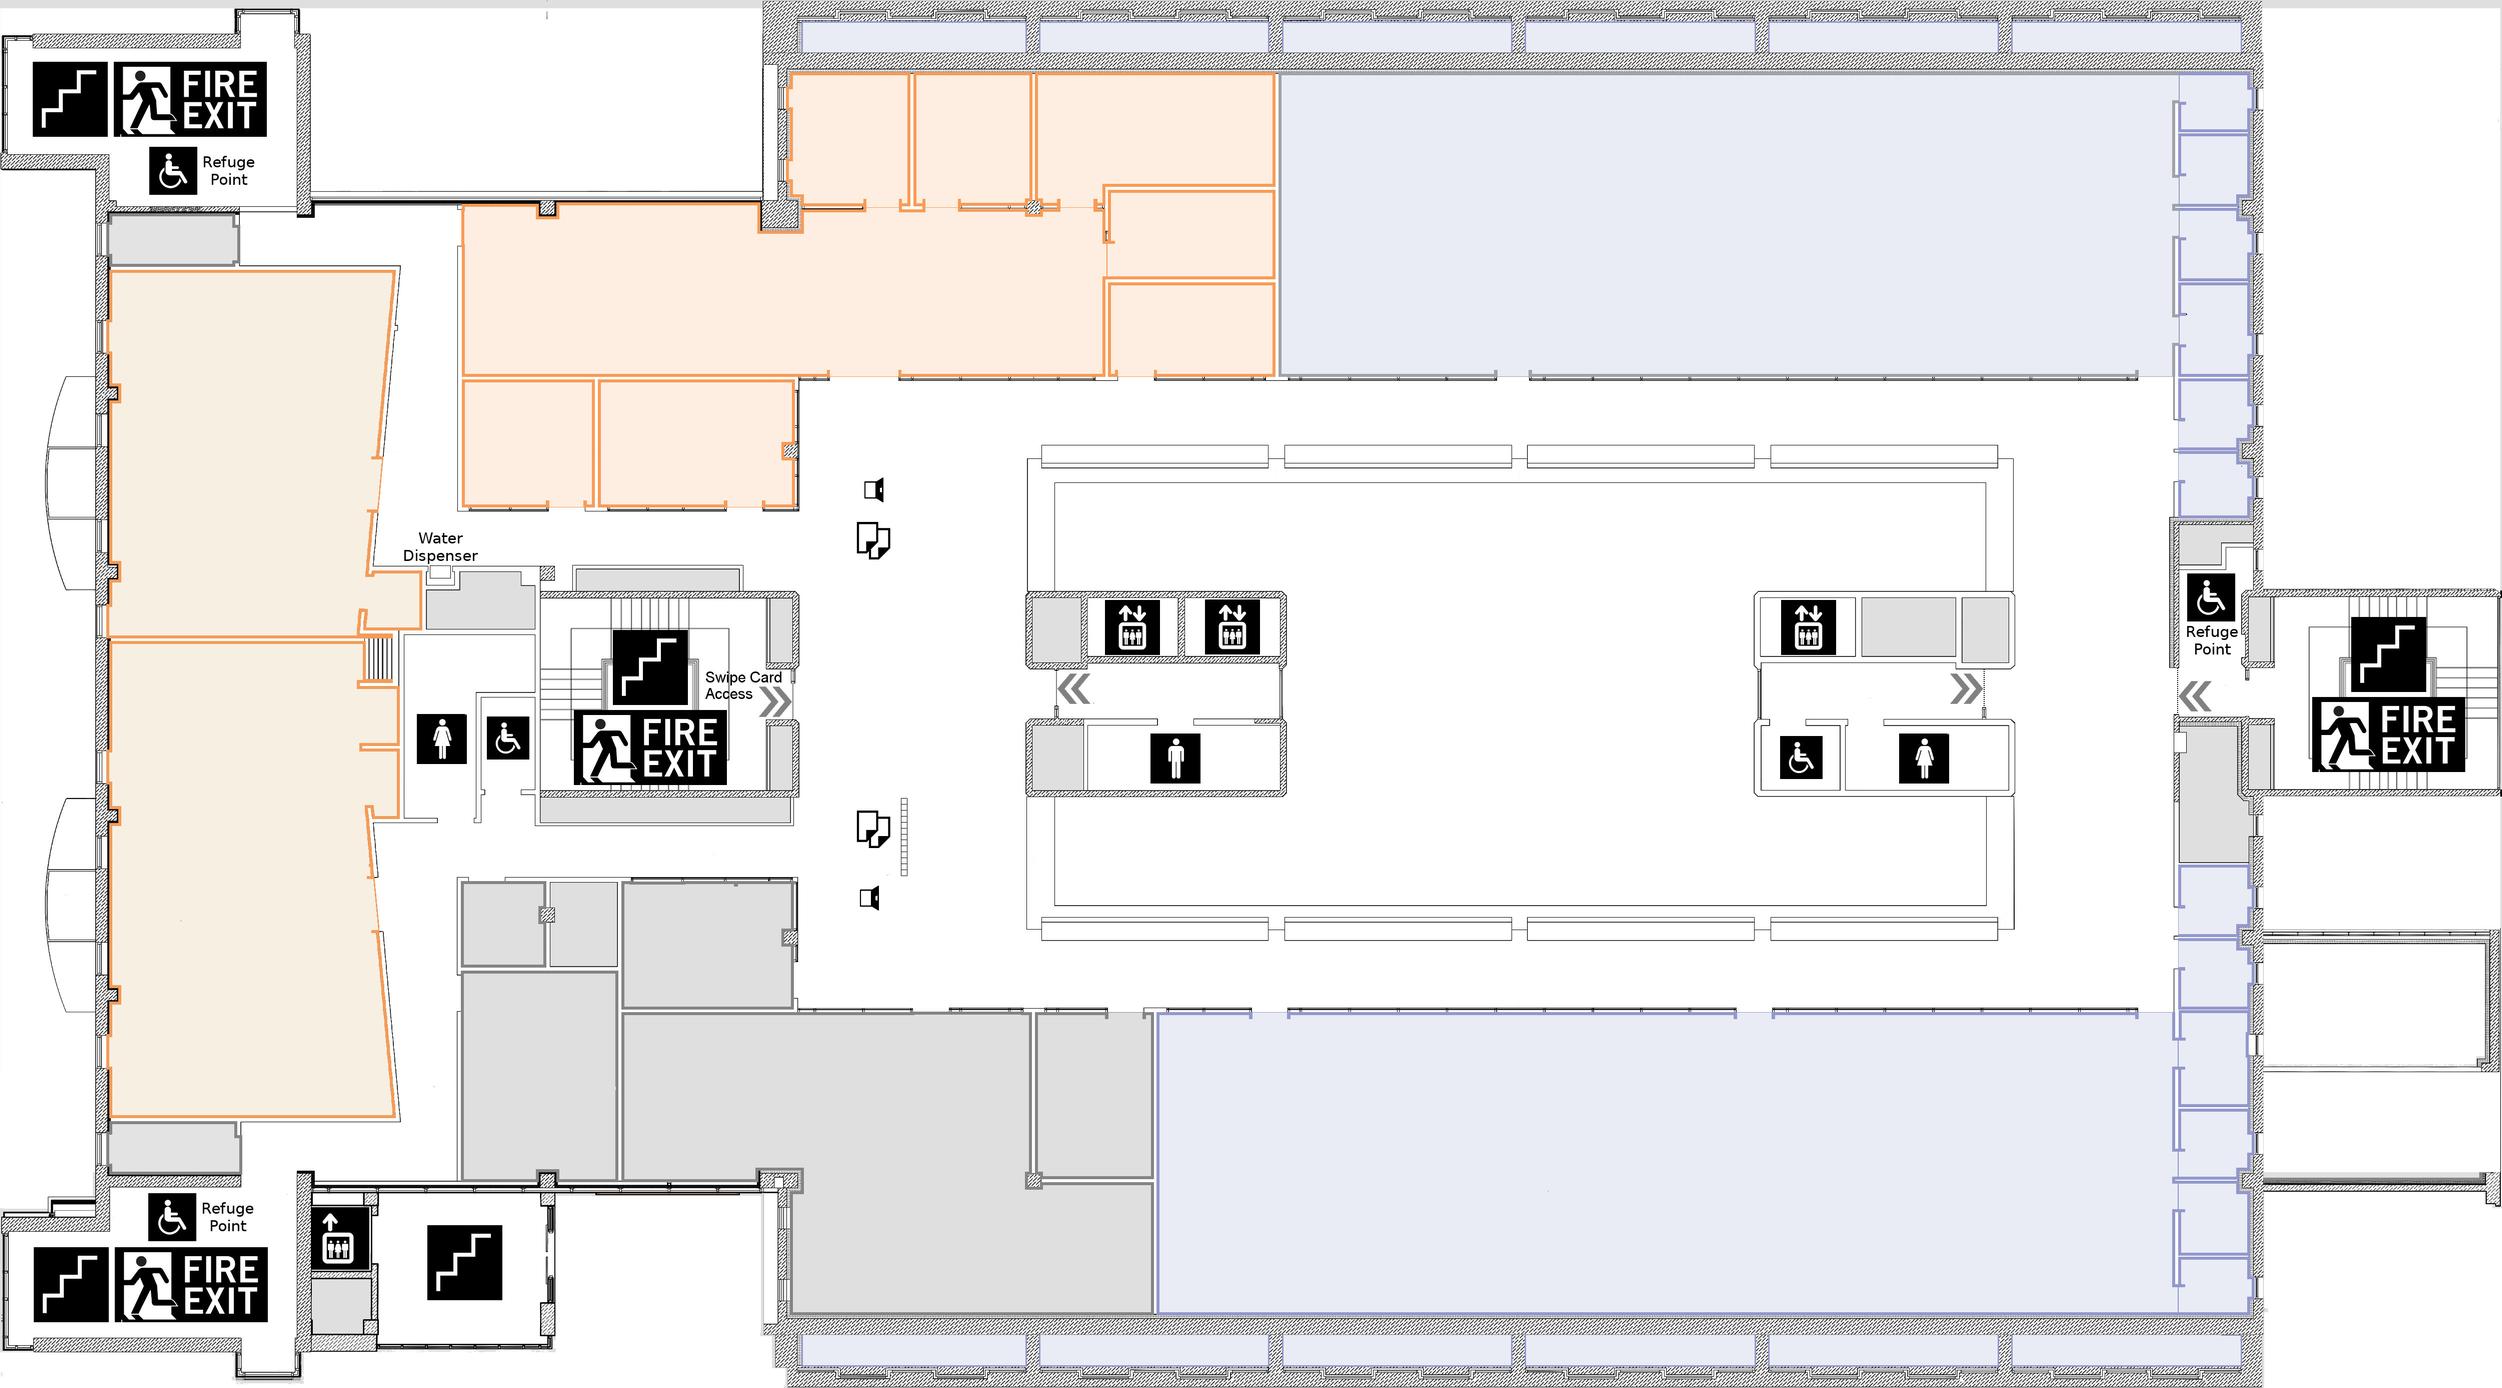 FIRE
EXIT
Refuge
Point
Water
Dispenser
Swipe Card
Access
FIRE
EXIT
Refuge
Point
FIRE
EXIT
Refuge
Point
FIRE
EXIT